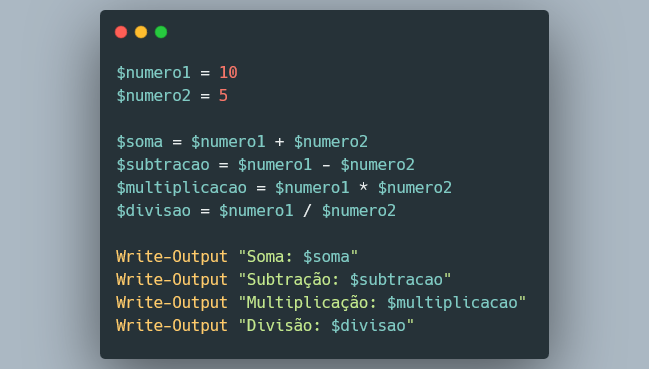 $numero1 = 10
$numero2 = 5
$soma = $numero1 + $numero2
$subtracao = $numero1 - $numero2
$multiplicacao = $numero1 * $numero2
$divisao = $numero1 / $numero2
Write-Output "Soma: $soma"
Write-Output "Subtração: $subtracao"
Write-Output "Multiplicação: $multiplicacao"
Write-Output "Divisão: $divisao"